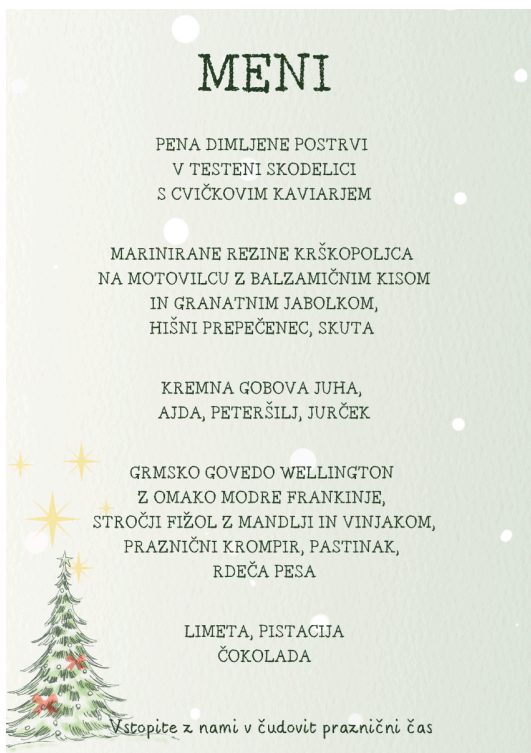 MENI
PENA DIMLJENE POSTRVI
V TESTENI SKODELICI
S CVIČKOVIM KAVIARJEM
MARINIRANE REZINE KRŠKOPOLJCA
NA MOTOVILCU Z BALZAMIČNIM KISOM
IN GRANATNIM JABOLKOM,
HIŠNI PREPEČENEC, SKUTA
KREMNA GOBOVA JUHA,
AJDA, PETERŠILJ, JURČEK
GRMSKO GOVEDO WELLINGTON
Z OMAKO MODRE FRANKINJE,
STROČJI FIŽOL Z MANDLJI IN VINJAKOM,
PRAZNIČNI KROMPIR, PASTINAK,
RDEČA PESA
LIMETA, PISTACIJA
ČOKOLADA
Vstopite z nami v čudovit praznični čas